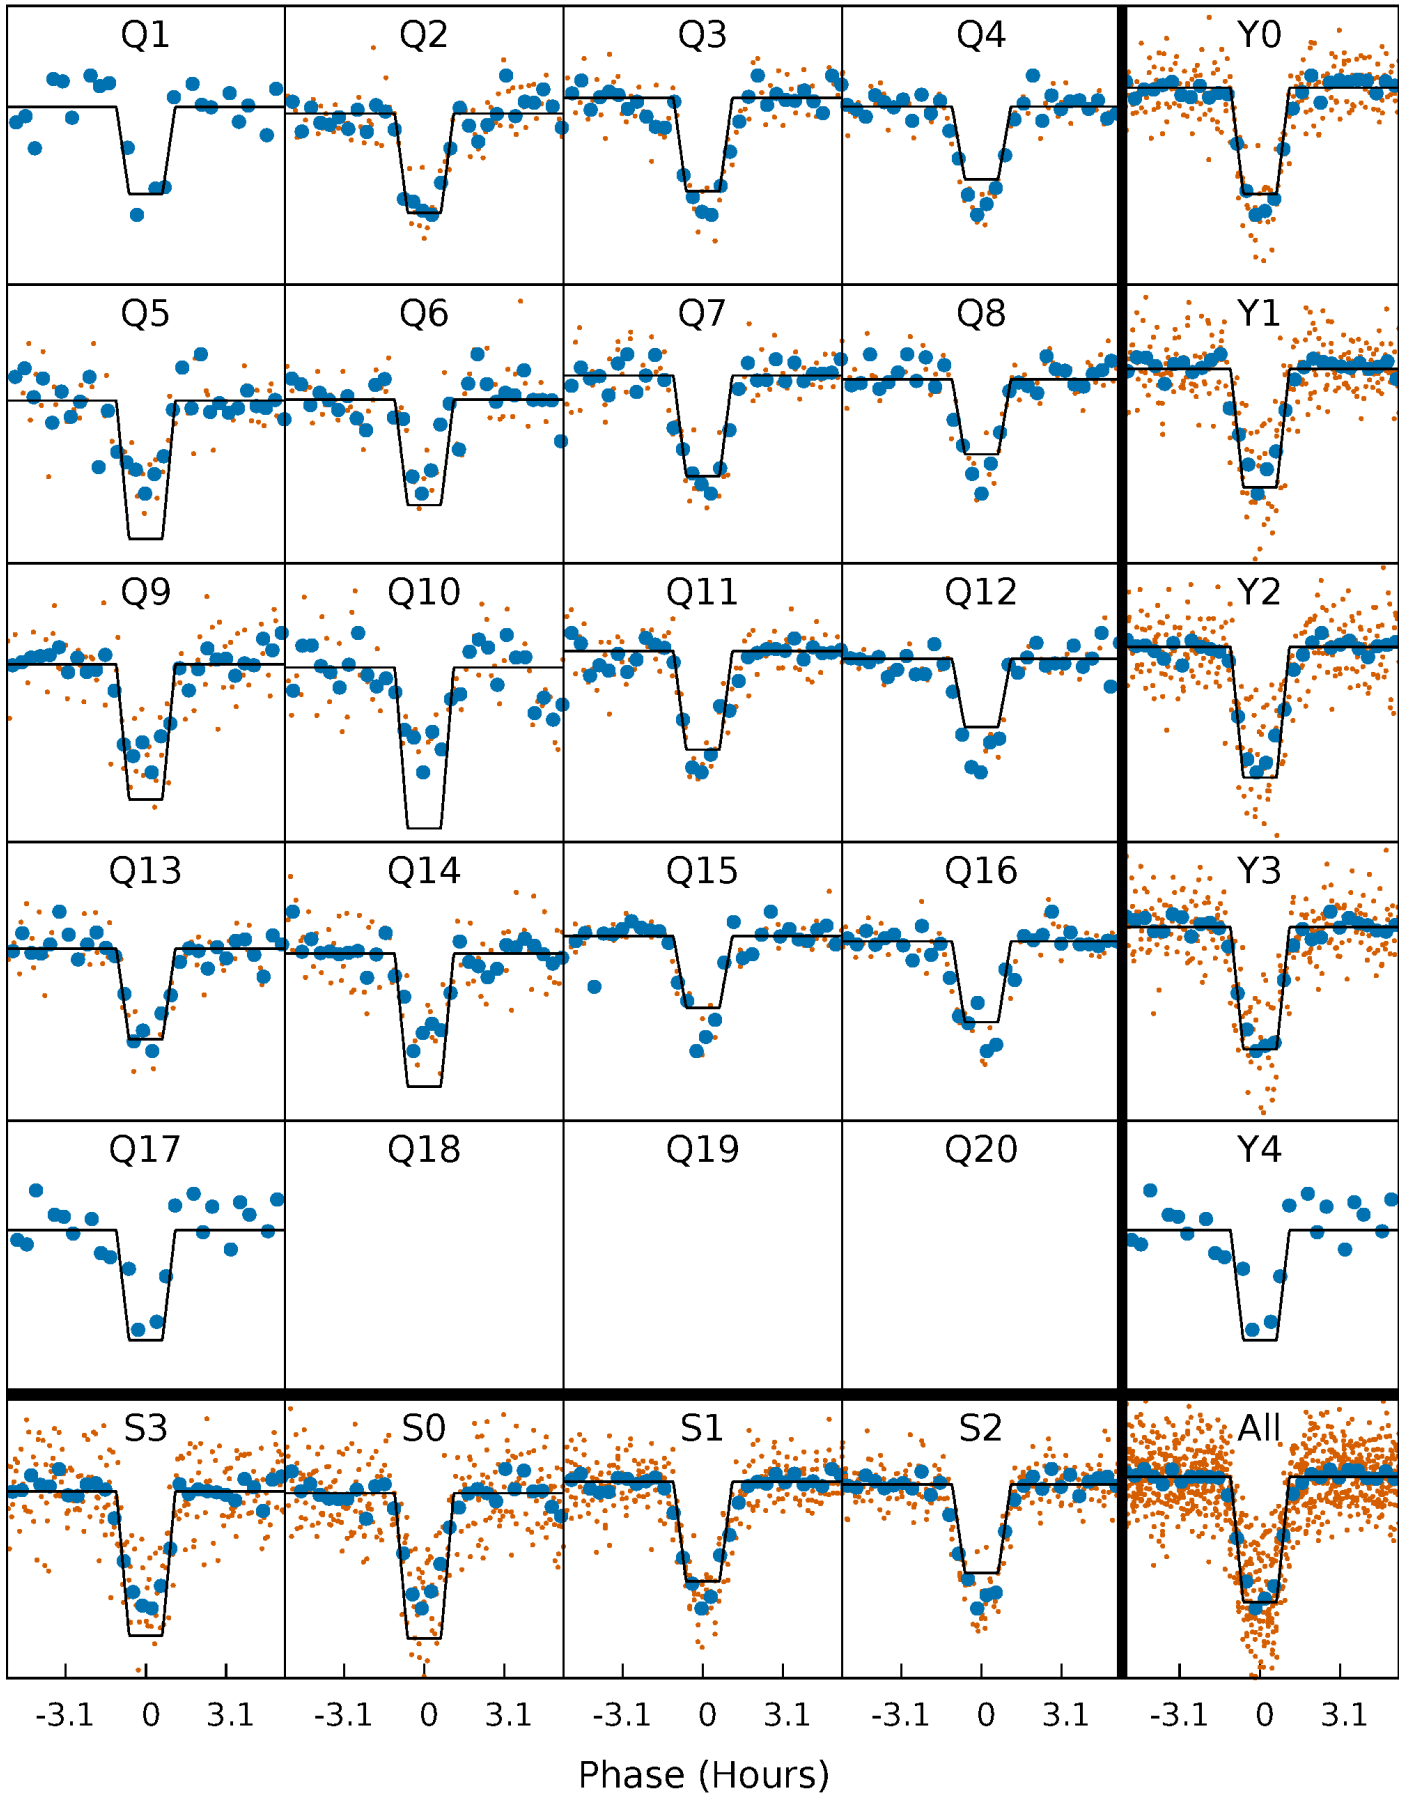 Q1 Q2 Q3 Q4 Y0
Q5 Q6 Q7 Q8 Y1
Q9 Q10 Q11 Q12 Y2
Q13 Q14 Q15 Q16 Y3
Q17 Q18 Q19 Q20 Y4
S3 S0 S1 S2 All
-3.1 0 3.1 -3.1 0 3.1 -3.1 0 3.1 -3.1 0 3.1 -3.1 0 3.1
Phase (Hours)